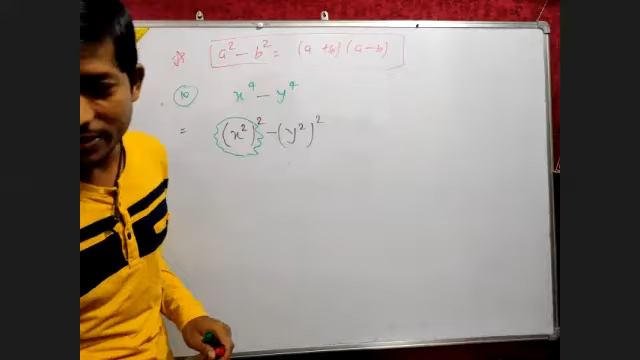 a² - b² = (a + b) (a - b)
10 x⁴ - y⁴
= (x²)² - (y²)²